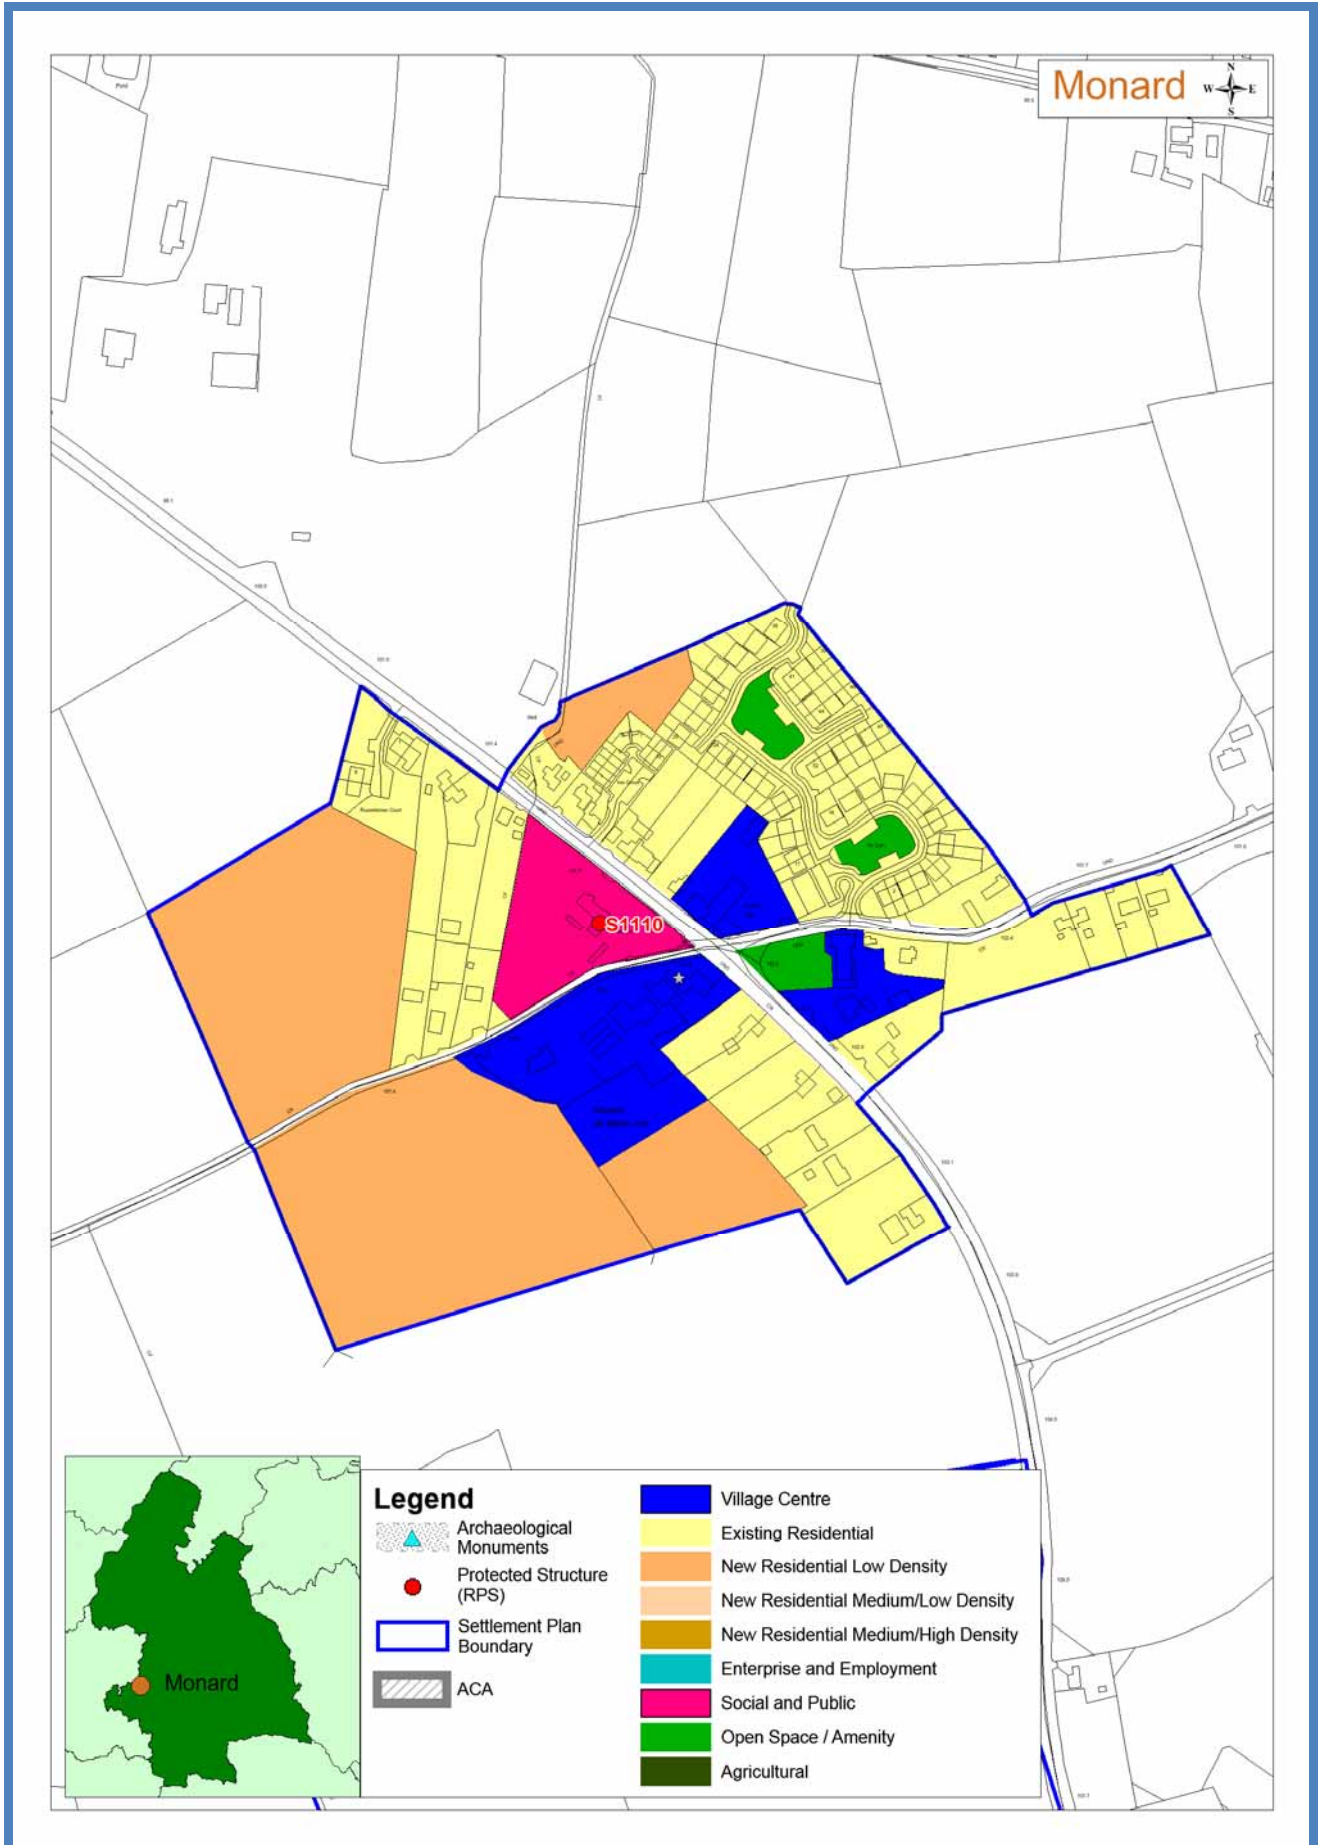 Monard
N
W E
S
S1110
Monard
Legend
Archaeological
Monuments
Protected Structure
(RPS)
Settlement Plan
Boundary
ACA
Village Centre
Existing Residential
New Residential Low Density
New Residential Medium/Low Density
New Residential Medium/High Density
Enterprise and Employment
Social and Public
Open Space / Amenity
Agricultural